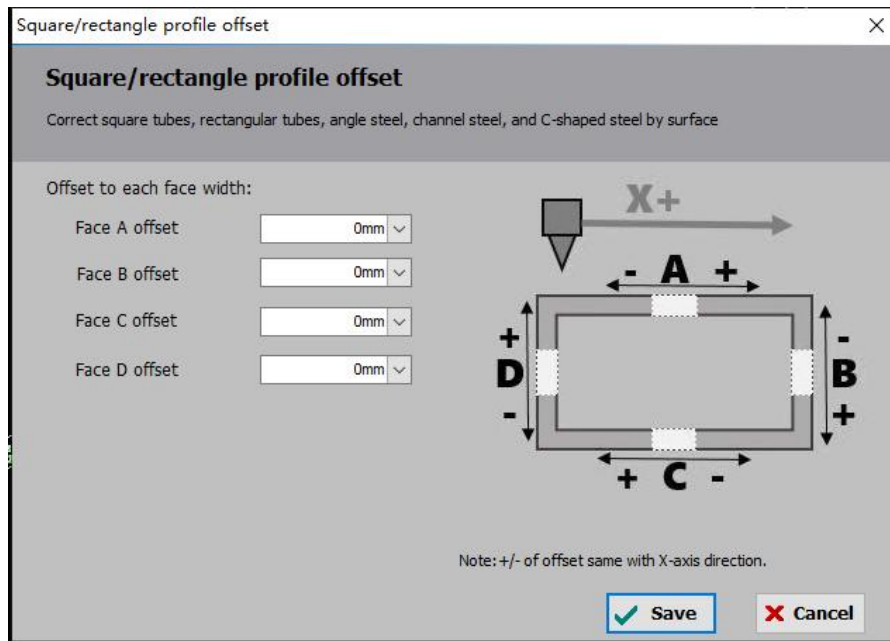 Square/rectangle profile offset
Square/rectangle profile offset
Correct square tubes, rectangular tubes, angle steel, channel steel, and C-shaped steel by surface
Offset to each face width:
Face A offset 0mm
Face B offset 0mm
Face C offset 0mm
Face D offset 0mm
X+
- A +
+
D
-
-
B
+
+ C -
Note:+/- of offset same with X-axis direction.
Save
Cancel